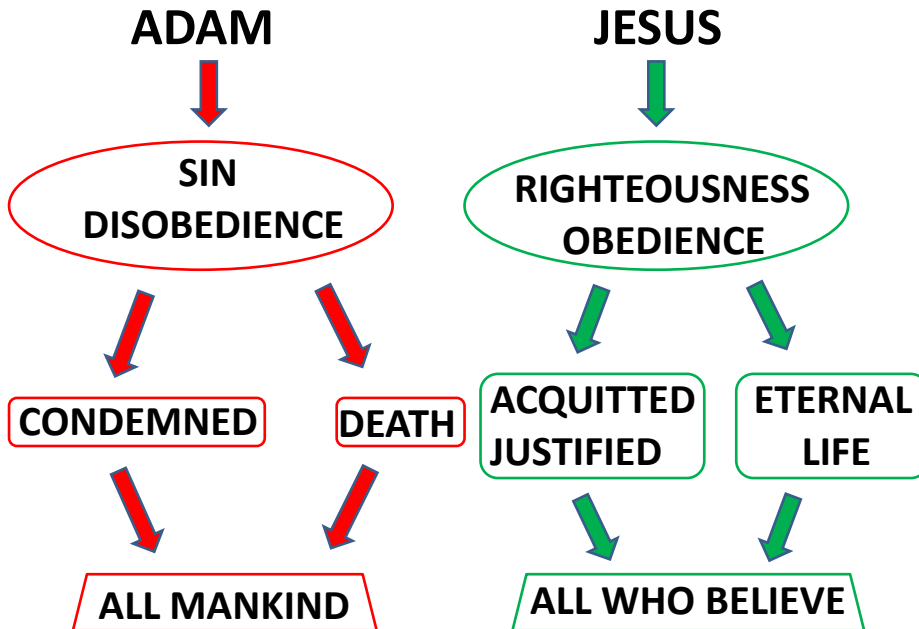 ADAM
SIN
DISOBEDIENCE
CONDEMNED
DEATH
ALL MANKIND
JESUS
RIGHTEOUSNESS
OBEDIENCE
ACQUITTED
JUSTIFIED
ETERNAL
LIFE
ALL WHO BELIEVE